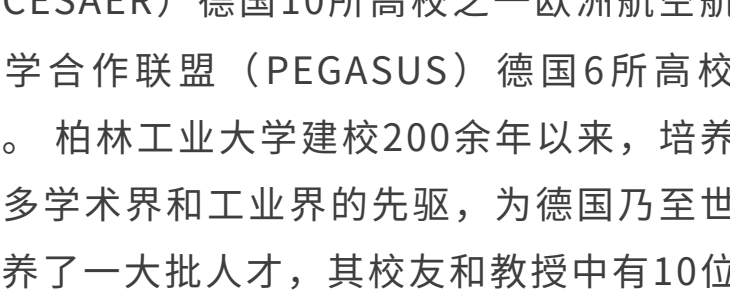 CESAER）德国10所高校之一欧洲航空航
学合作联盟（PEGASUS）德国6所高校
。 柏林工业大学建校200余年以来，培养
多学术界和工业界的先驱，为德国乃至世
养了一大批人才，其校友和教授中有10位